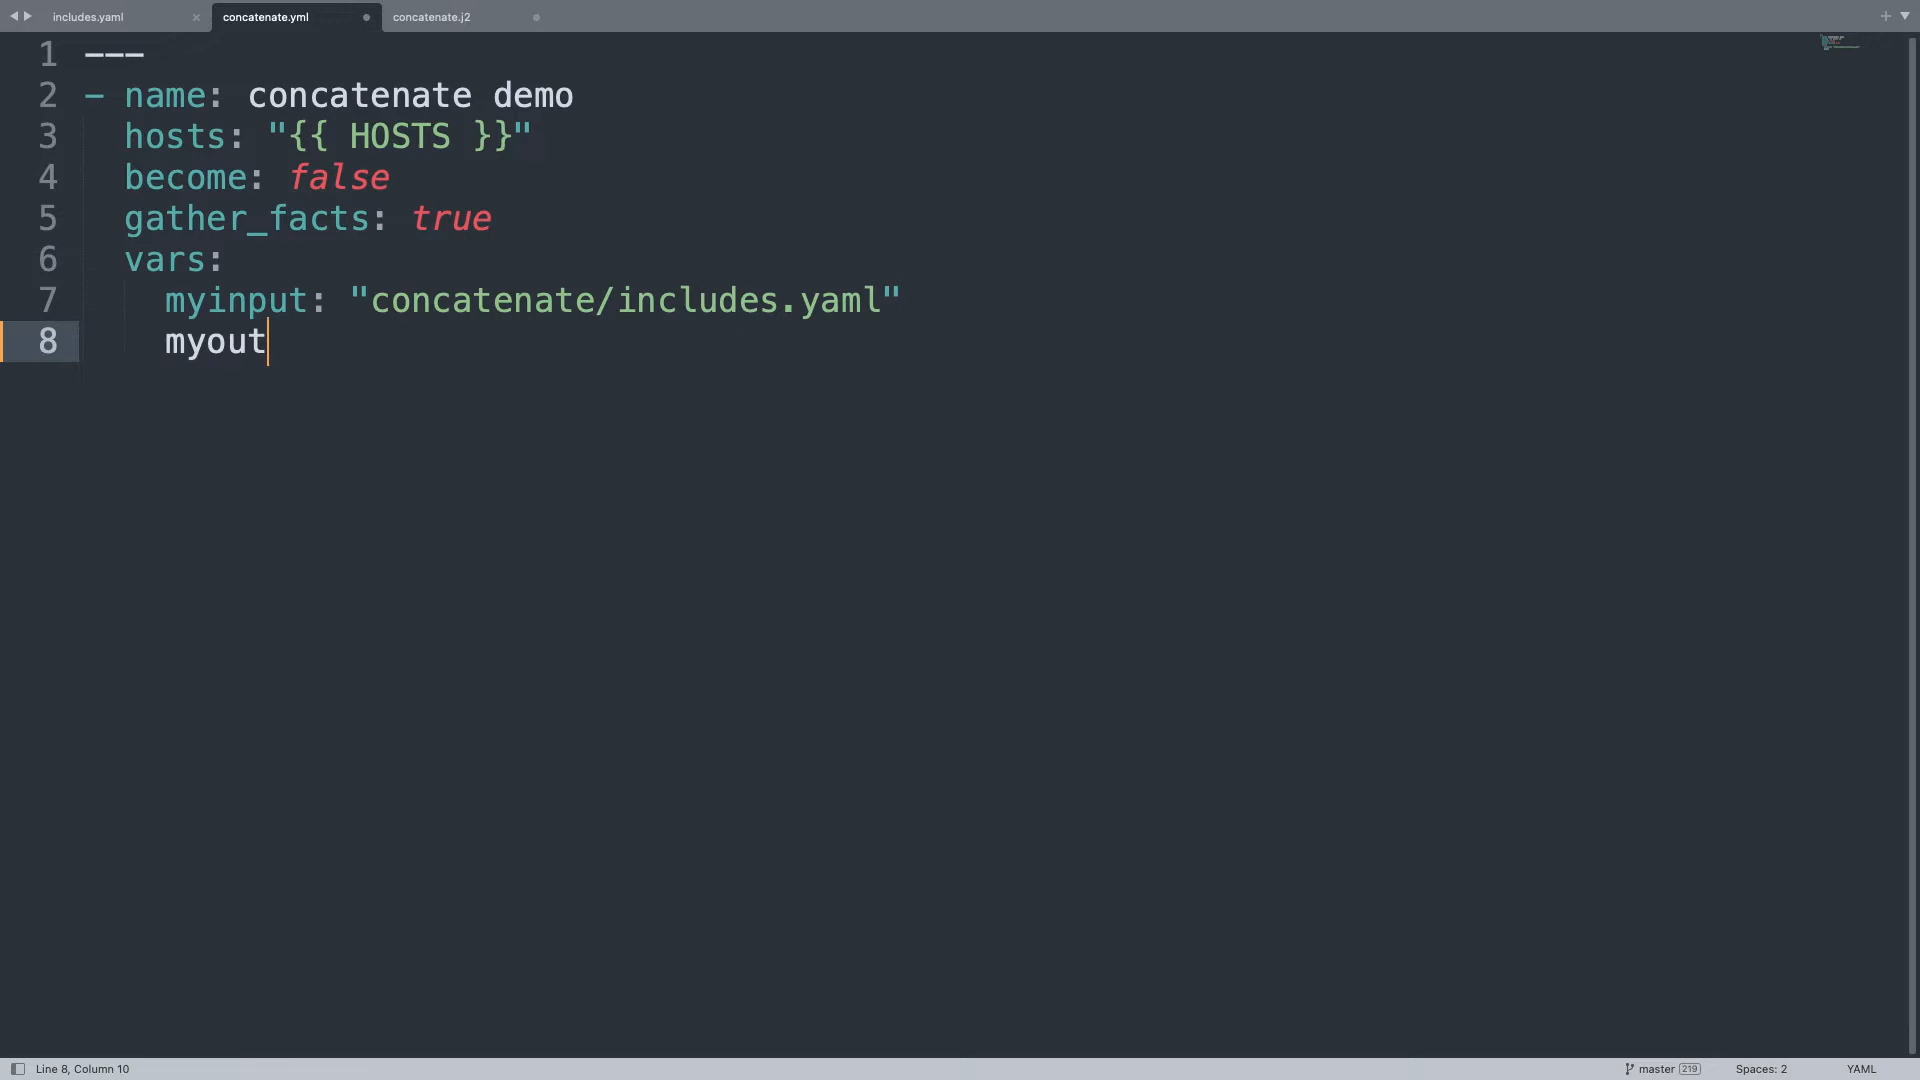 includes.yaml concatenate.yml concatenate.j2
1 ---
2 - name: concatenate demo
3 hosts: "{{ HOSTS }}"
4 become: false
5 gather_facts: true
6 vars:
7 myinput: "concatenate/includes.yaml"
8 myout
Line 8, Column 10 master 219 Spaces: 2 YAML